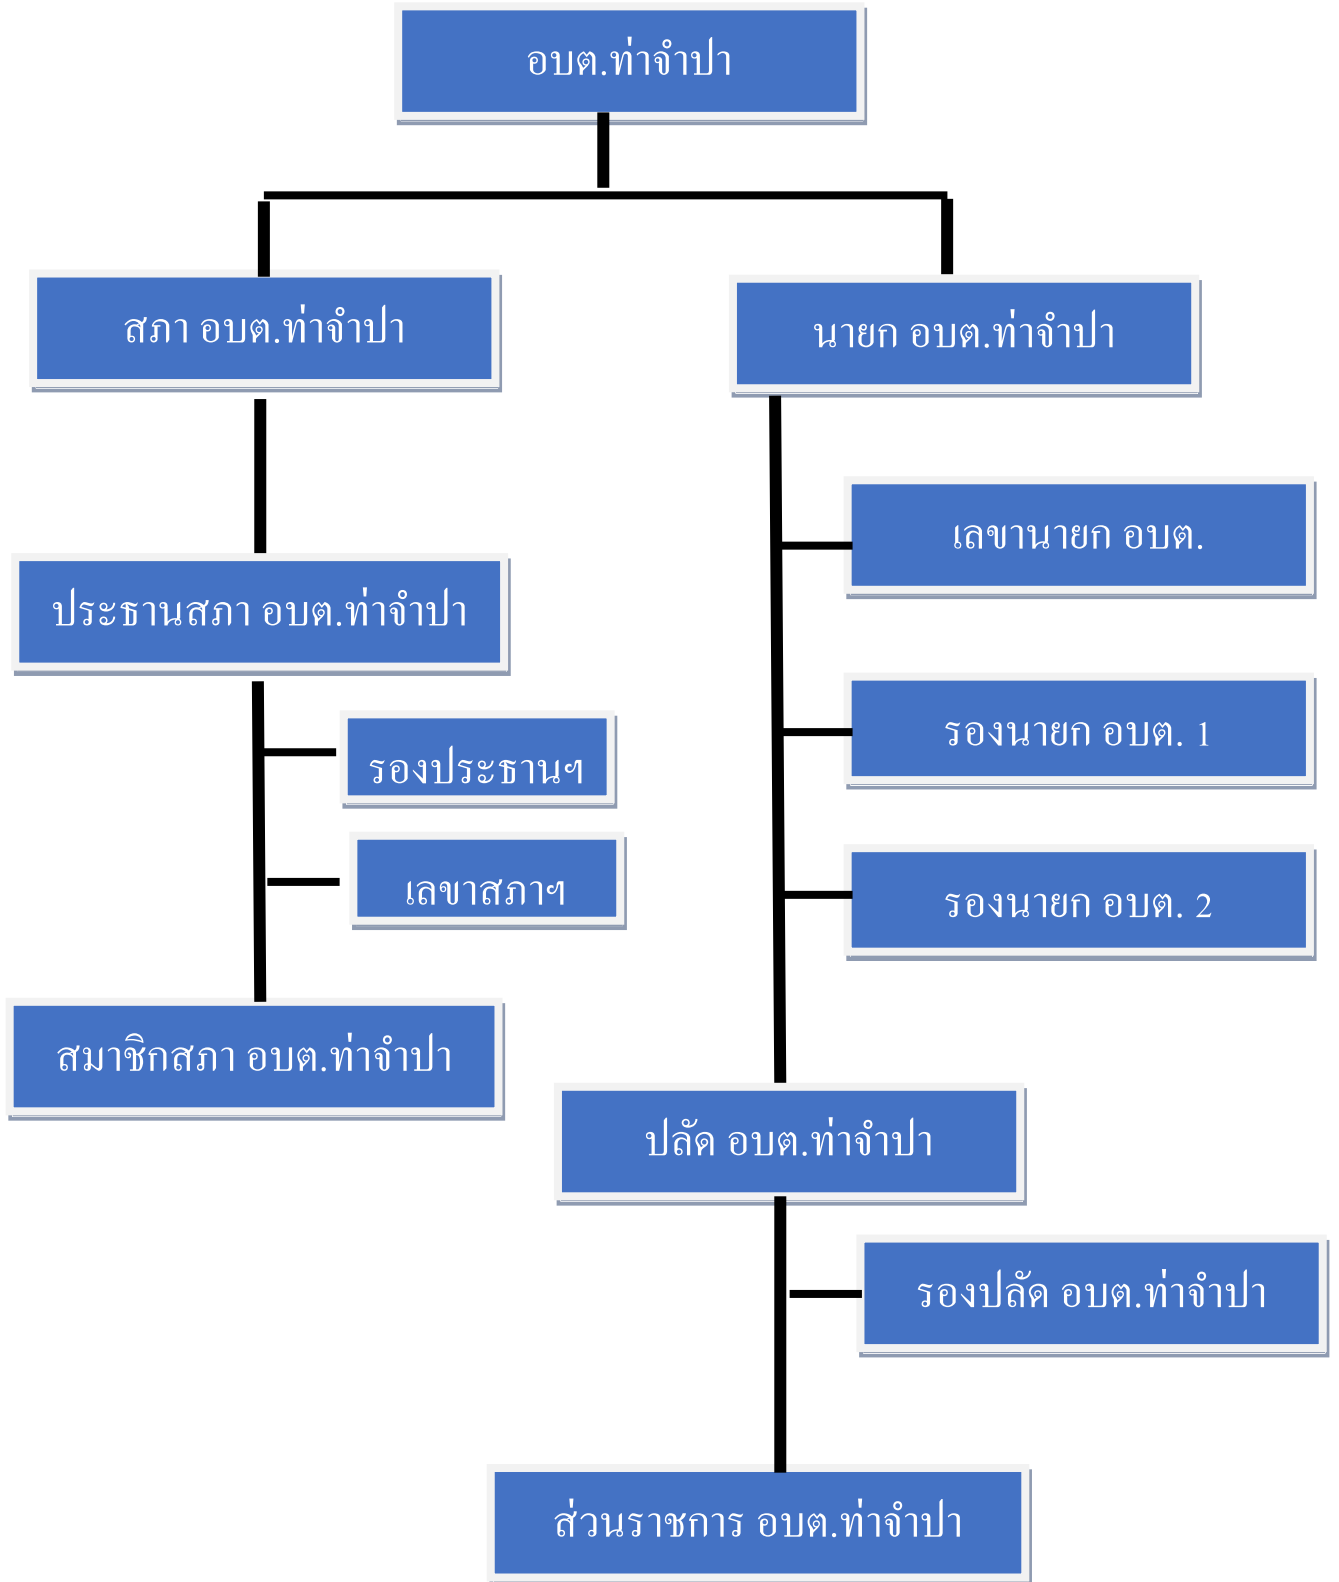 อบต.ท่าจำปา
สภา อบต.ท่าจำปา
นายก อบต.ท่าจำปา
เลขานายก อบต.
ประธานสภา อบต.ท่าจำปา
รองนายก อบต. 1
รองประธานฯ
เลขาสภาฯ
รองนายก อบต. 2
สมาชิกสภา อบต.ท่าจำปา
ปลัด อบต.ท่าจำปา
รองปลัด อบต.ท่าจำปา
ส่วนราชการ อบต.ท่าจำปา